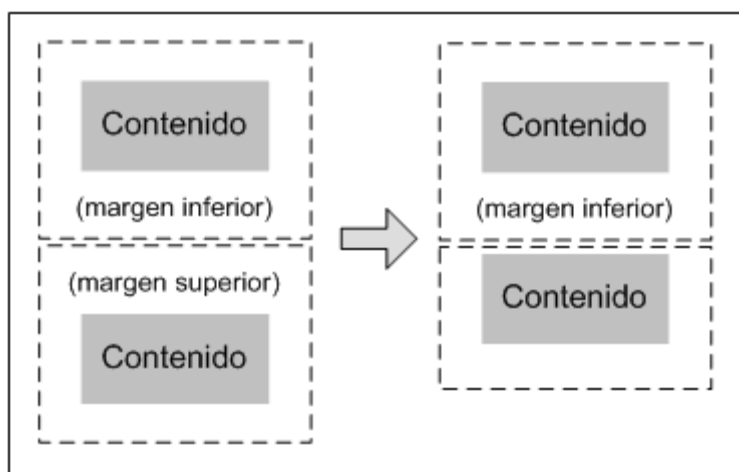 Contenido
(margen inferior)
(margen superior)
Contenido
Contenido
(margen inferior)
Contenido